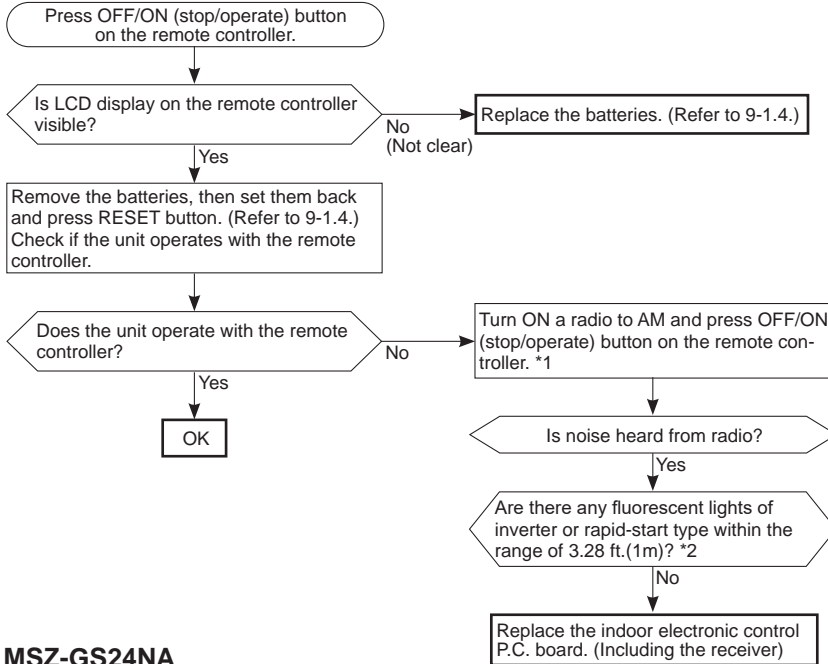 Press OFF/ON (stop/operate) button
on the remote controller.
Is LCD display on the remote controller
visible?
No
(Not clear)
Replace the batteries. (Refer to 9-1.4.)
Yes
Remove the batteries, then set them back
and press RESET button. (Refer to 9-1.4.)
Check if the unit operates with the remote
controller.
Does the unit operate with the remote
controller?
No
Turn ON a radio to AM and press OFF/ON
(stop/operate) button on the remote con-
troller. *1
Yes
OK
Is noise heard from radio?
Yes
Are there any fluorescent lights of
inverter or rapid-start type within the
range of 3.28 ft.(1m)? *2
No
Replace the indoor electronic control
P.C. board. (Including the receiver)
MSZ-GS24NA